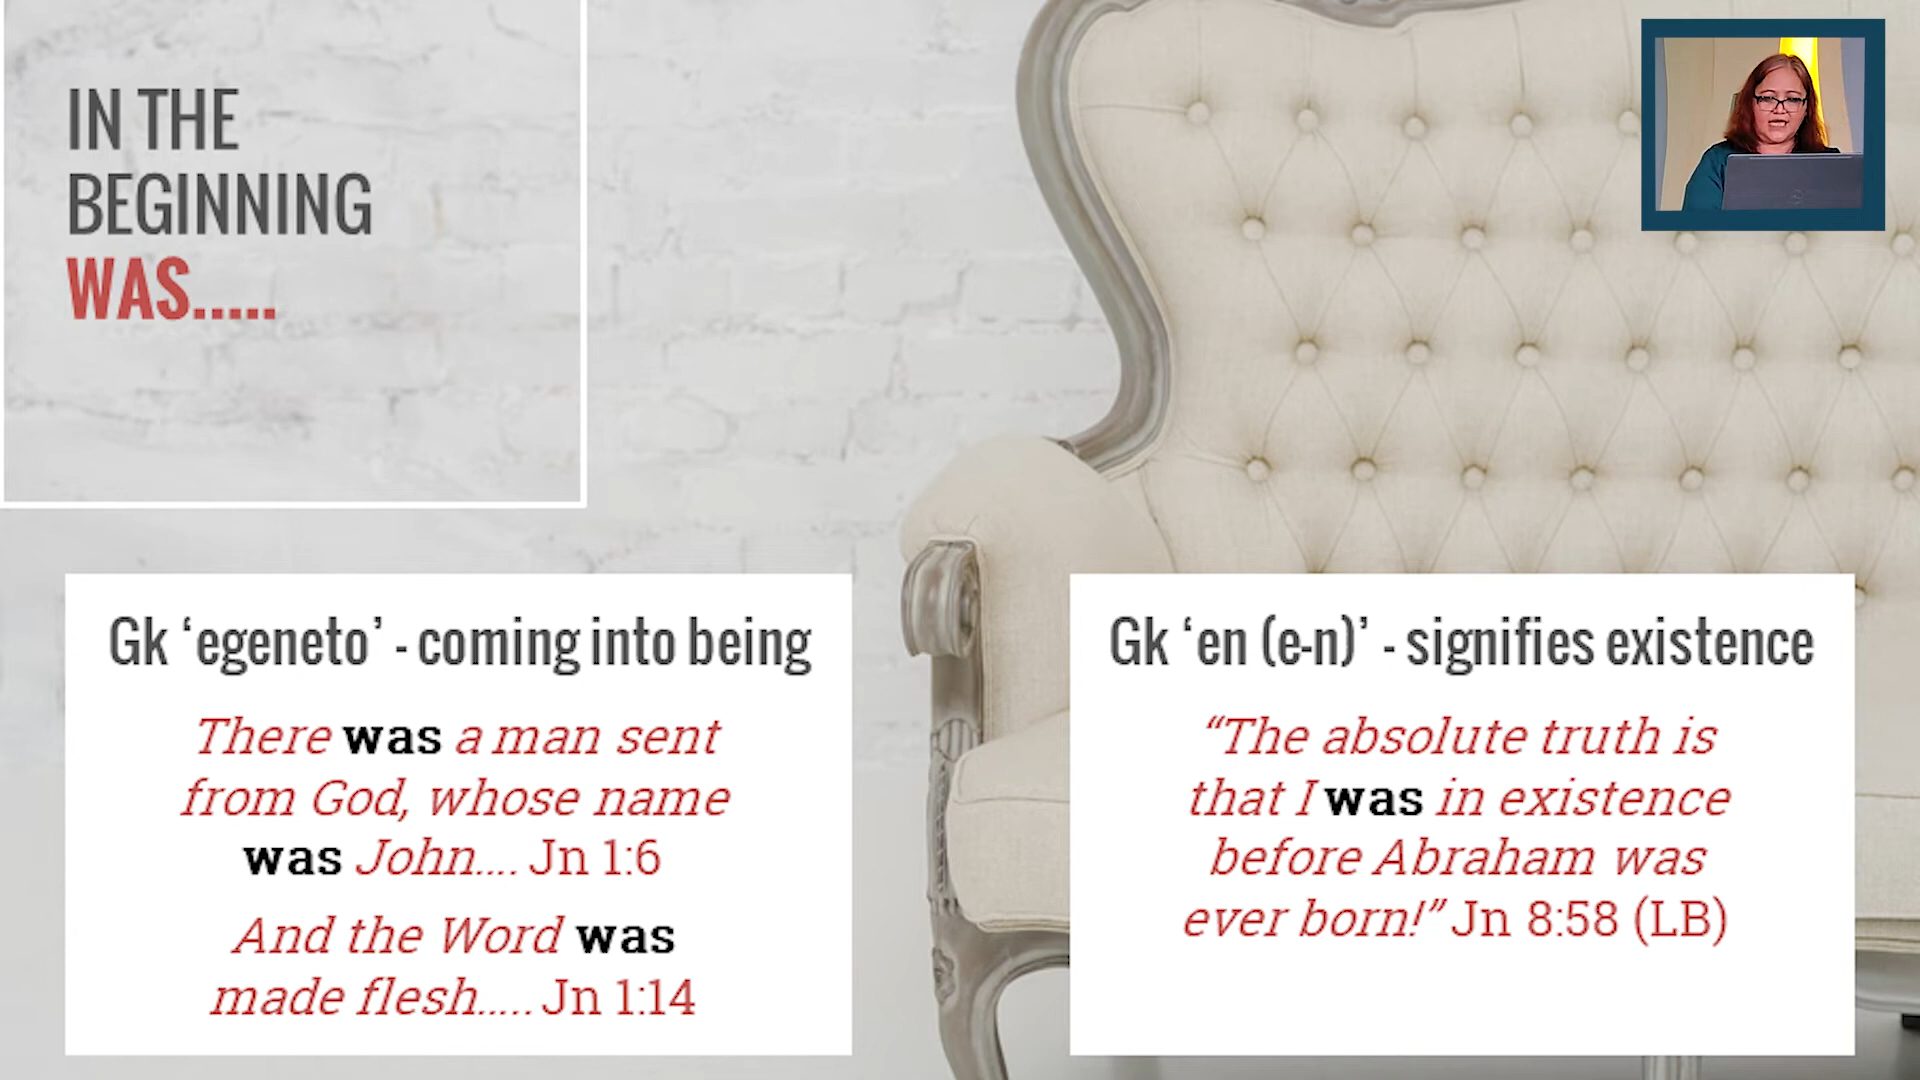 IN THE
BEGINNING
WAS.....
Gk ‘egeneto’ - coming into being
There was a man sent
from God, whose name
was John.... Jn 1:6
And the Word was
made flesh..... Jn 1:14
Gk ‘en (e-n)’ - signifies existence
“The absolute truth is
that I was in existence
before Abraham was
ever born!” Jn 8:58 (LB)